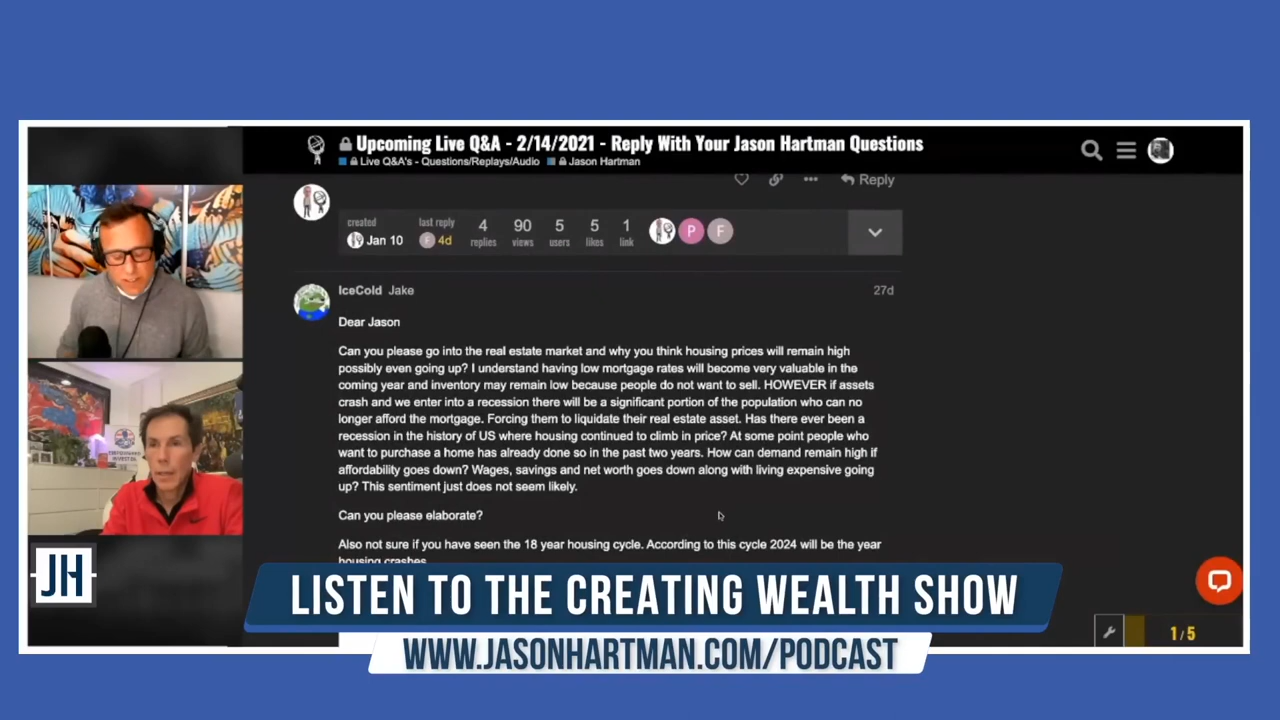 Upcoming Live Q&A - 2/14/2021 - Reply With Your Jason Hartman Questions
Live Q&A's - Questions/Replays/Audio Jason Hartman
Reply
created last reply 4 90 5 5 1
Jan 10 F 4d replies views users likes link P F
IceCold Jake 27d
Dear Jason
Can you please go into the real estate market and why you think housing prices will remain high
possibly even going up? I understand having low mortgage rates will become very valuable in the
coming year and inventory may remain low because people do not want to sell. HOWEVER if assets
crash and we enter into a recession there will be a significant portion of the population who can no
longer afford the mortgage. Forcing them to liquidate their real estate asset. Has there ever been a
recession in the history of US where housing continued to climb in price? At some point people who
want to purchase a home has already done so in the past two years. How can demand remain high if
affordability goes down? Wages, savings and net worth goes down along with living expensive going
up? This sentiment just does not seem likely.
Can you please elaborate?
Also not sure if you have seen the 18 year housing cycle. According to this cycle 2024 will be the year
housing crashes.
JH
LISTEN TO THE CREATING WEALTH SHOW
1/5
WWW.JASONHARTMAN.COM/PODCAST